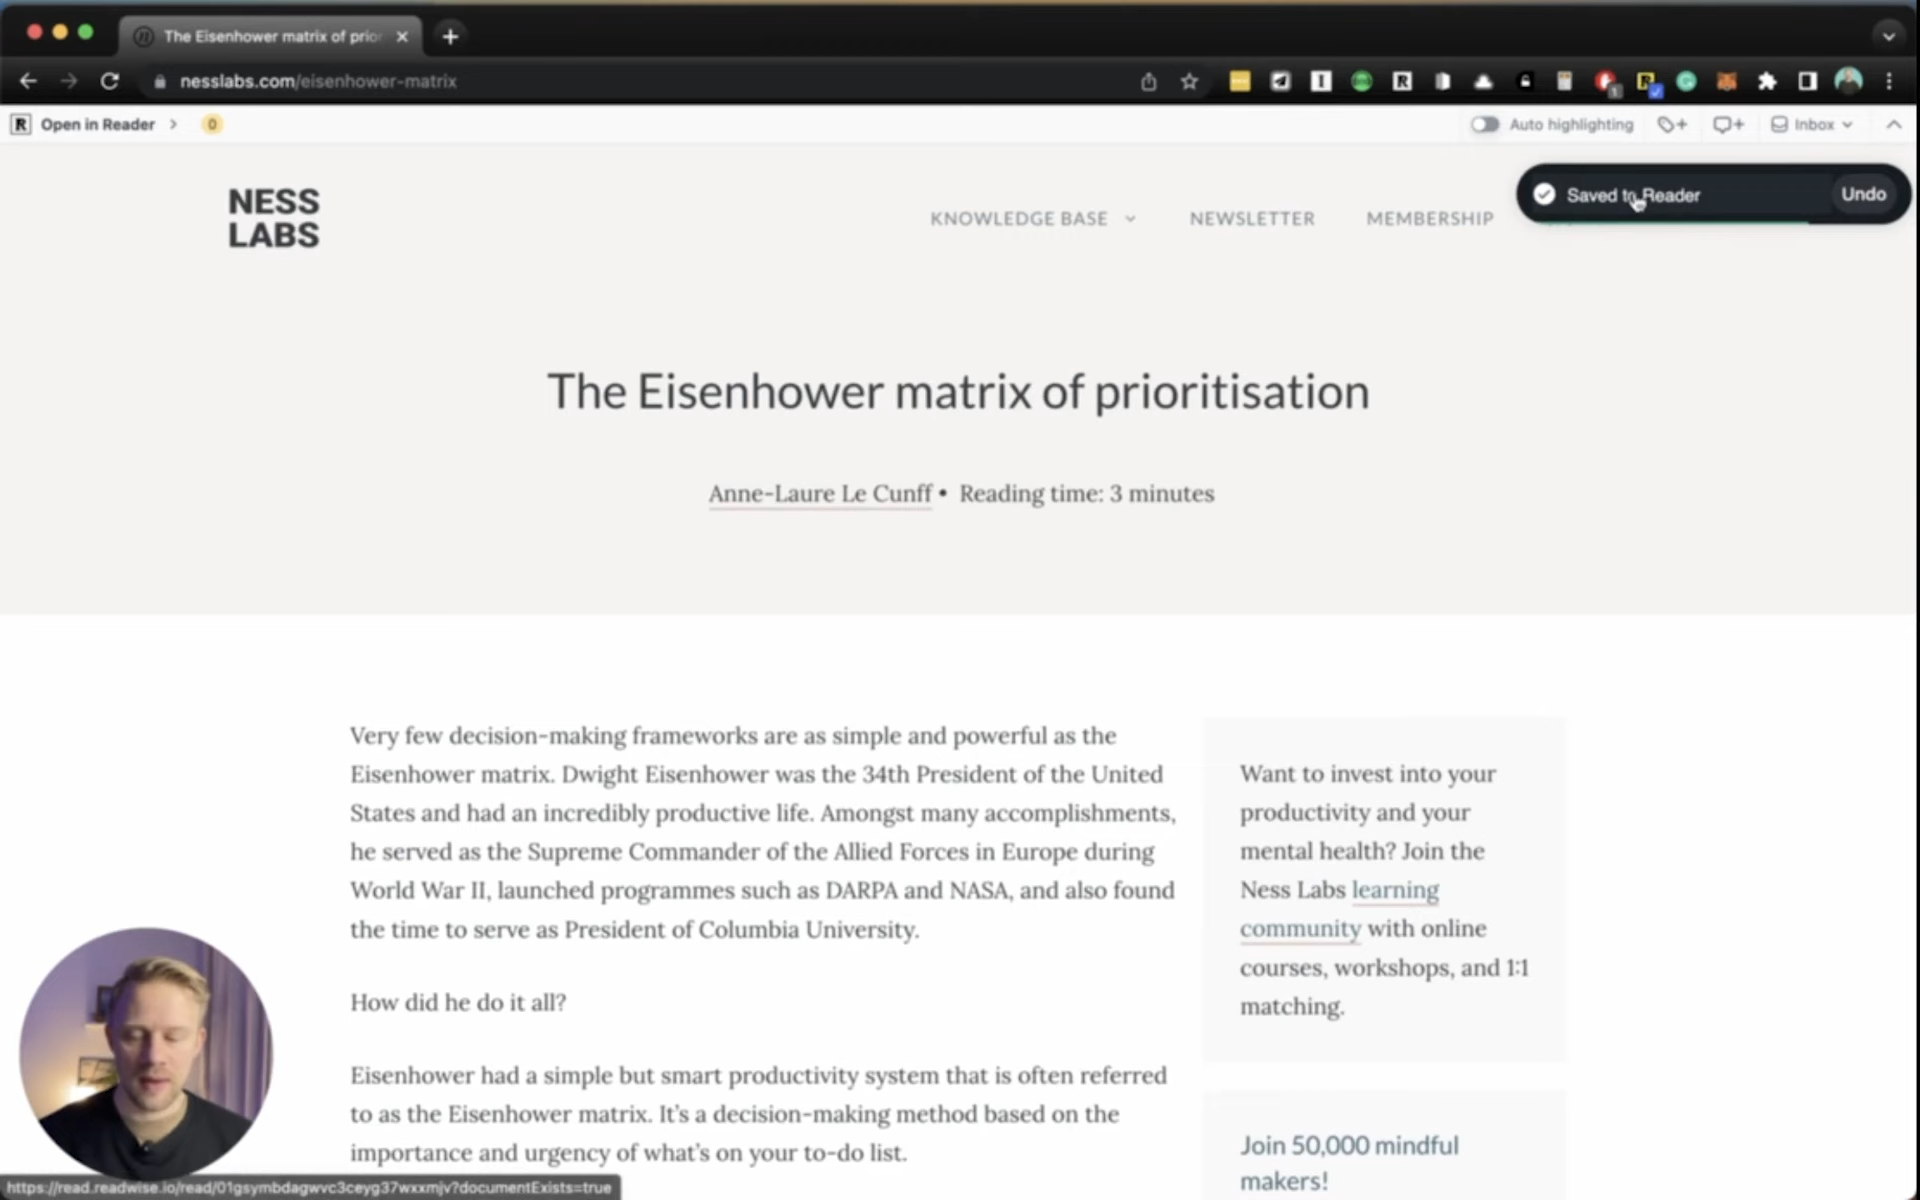 The Eisenhower matrix of prior
nesslabs.com/eisenhower-matrix
Open in Reader
0
Auto highlighting
Inbox
Saved to Reader
Undo
NESS
LABS
KNOWLEDGE BASE
NEWSLETTER
MEMBERSHIP
The Eisenhower matrix of prioritisation
Anne-Laure Le Cunff • Reading time: 3 minutes
Very few decision-making frameworks are as simple and powerful as the
Eisenhower matrix. Dwight Eisenhower was the 34th President of the United
States and had an incredibly productive life. Amongst many accomplishments,
he served as the Supreme Commander of the Allied Forces in Europe during
World War II, launched programmes such as DARPA and NASA, and also found
the time to serve as President of Columbia University.
How did he do it all?
Eisenhower had a simple but smart productivity system that is often referred
to as the Eisenhower matrix. It's a decision-making method based on the
importance and urgency of what's on your to-do list.
Want to invest into your
productivity and your
mental health? Join the
Ness Labs learning
community with online
courses, workshops, and 1:1
matching.
Join 50,000 mindful
makers!
https://read.readwise.io/read/01gsymbdagwvc3ceyg37wxxmjv?documentExists=true